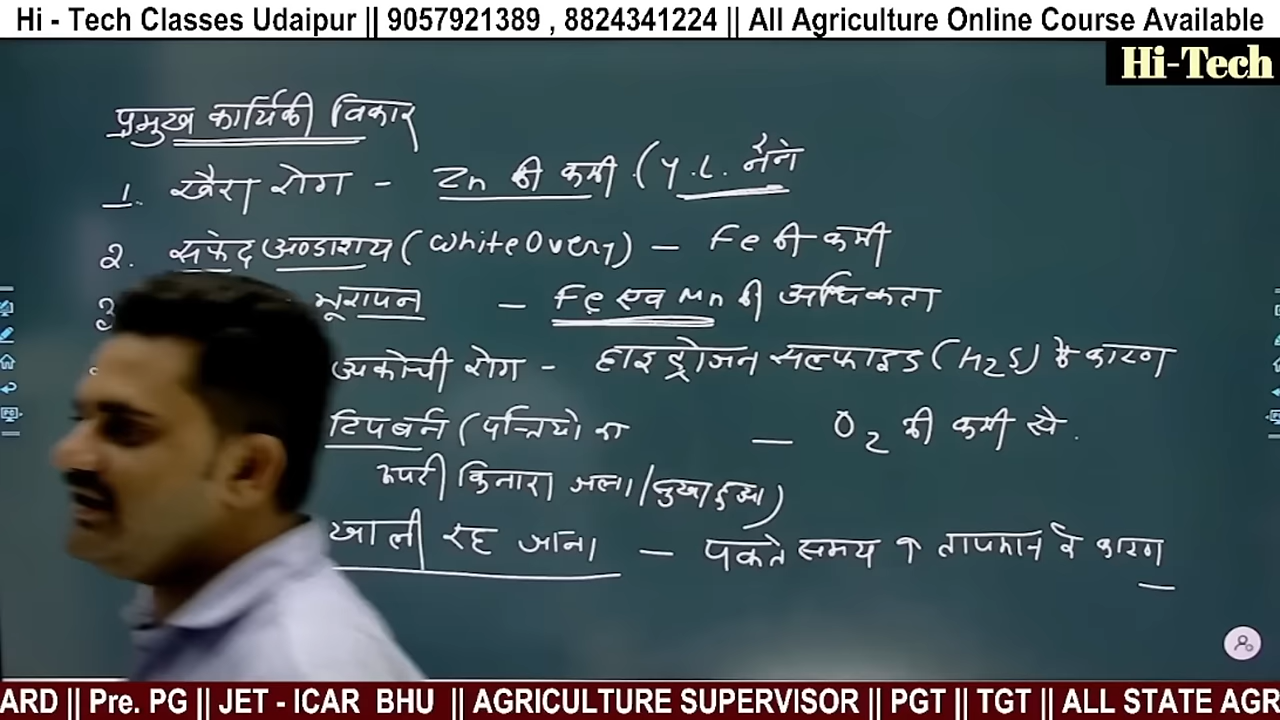 Hi - Tech Classes Udaipur || 9057921389 , 8824341224 || All Agriculture Online Course Available
Hi-Tech
प्रमुख कार्यिकी विकार
1. खैरा रोग - Zn की कमी (Y.L. नैने
2. सफेद अण्डाशय (White Overy) — Fe की कमी
3 भूरापन — Fe एव Mn की अधिकता
अकोची रोग - हाइड्रोजन सल्फाइड (H2S) के कारण
टिपबर्न (पत्तियो का — O2 की कमी से.
ऊपरी किनारा जला/सुखा हुआ)
खाली रह जाना — पकते समय ↑ तापमान के कारण
ARD || Pre. PG || JET - ICAR BHU || AGRICULTURE SUPERVISOR || PGT || TGT || ALL STATE AGR